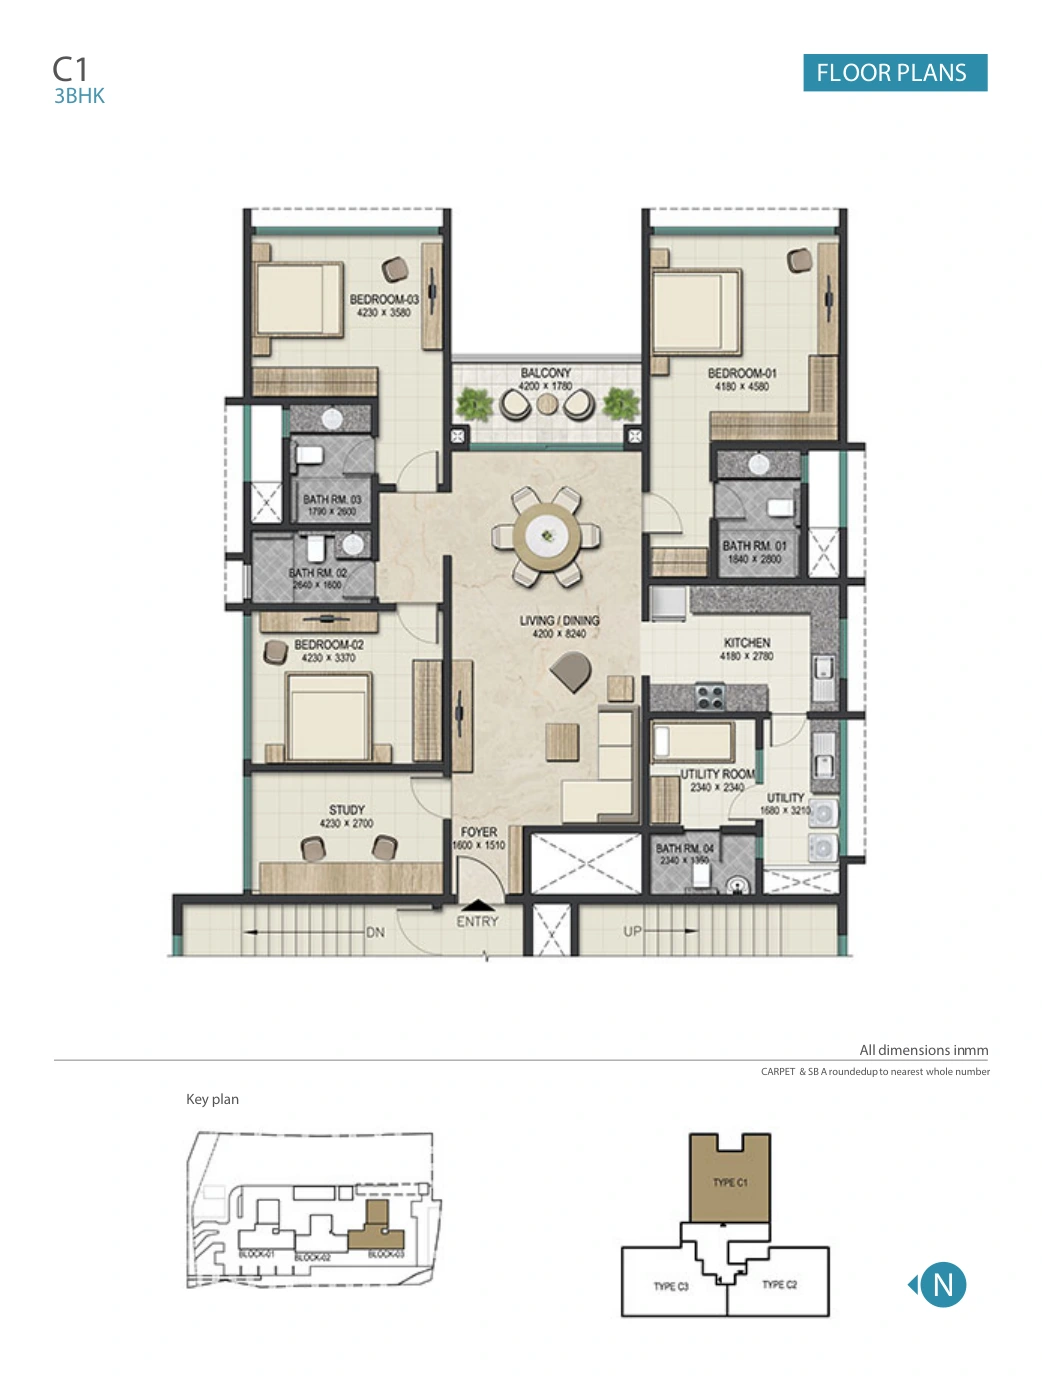 C1
3BHK
FLOOR PLANS
BEDROOM-03
4230 x 3580
BALCONY
4200 x 1780
BEDROOM-01
4180 x 4580
BATH RM. 03
1790 x 2600
BATH RM. 01
1840 x 2800
BATH RM. 02
2640 x 1600
LIVING / DINING
4200 x 8240
KITCHEN
4180 x 2780
BEDROOM-02
4230 x 3370
UTILITY ROOM
2340 x 2340
UTILITY
1680 x 3210
STUDY
4230 x 2700
FOYER
1600 x 1510
BATH RM. 04
2340 x 1350
ENTRY
DN
UP
All dimensions inmm
CARPET & SB A roundedup to nearest whole number
Key plan
BLOCK-01
BLOCK-02
BLOCK-03
TYPE C1
TYPE C3
TYPE C2
N